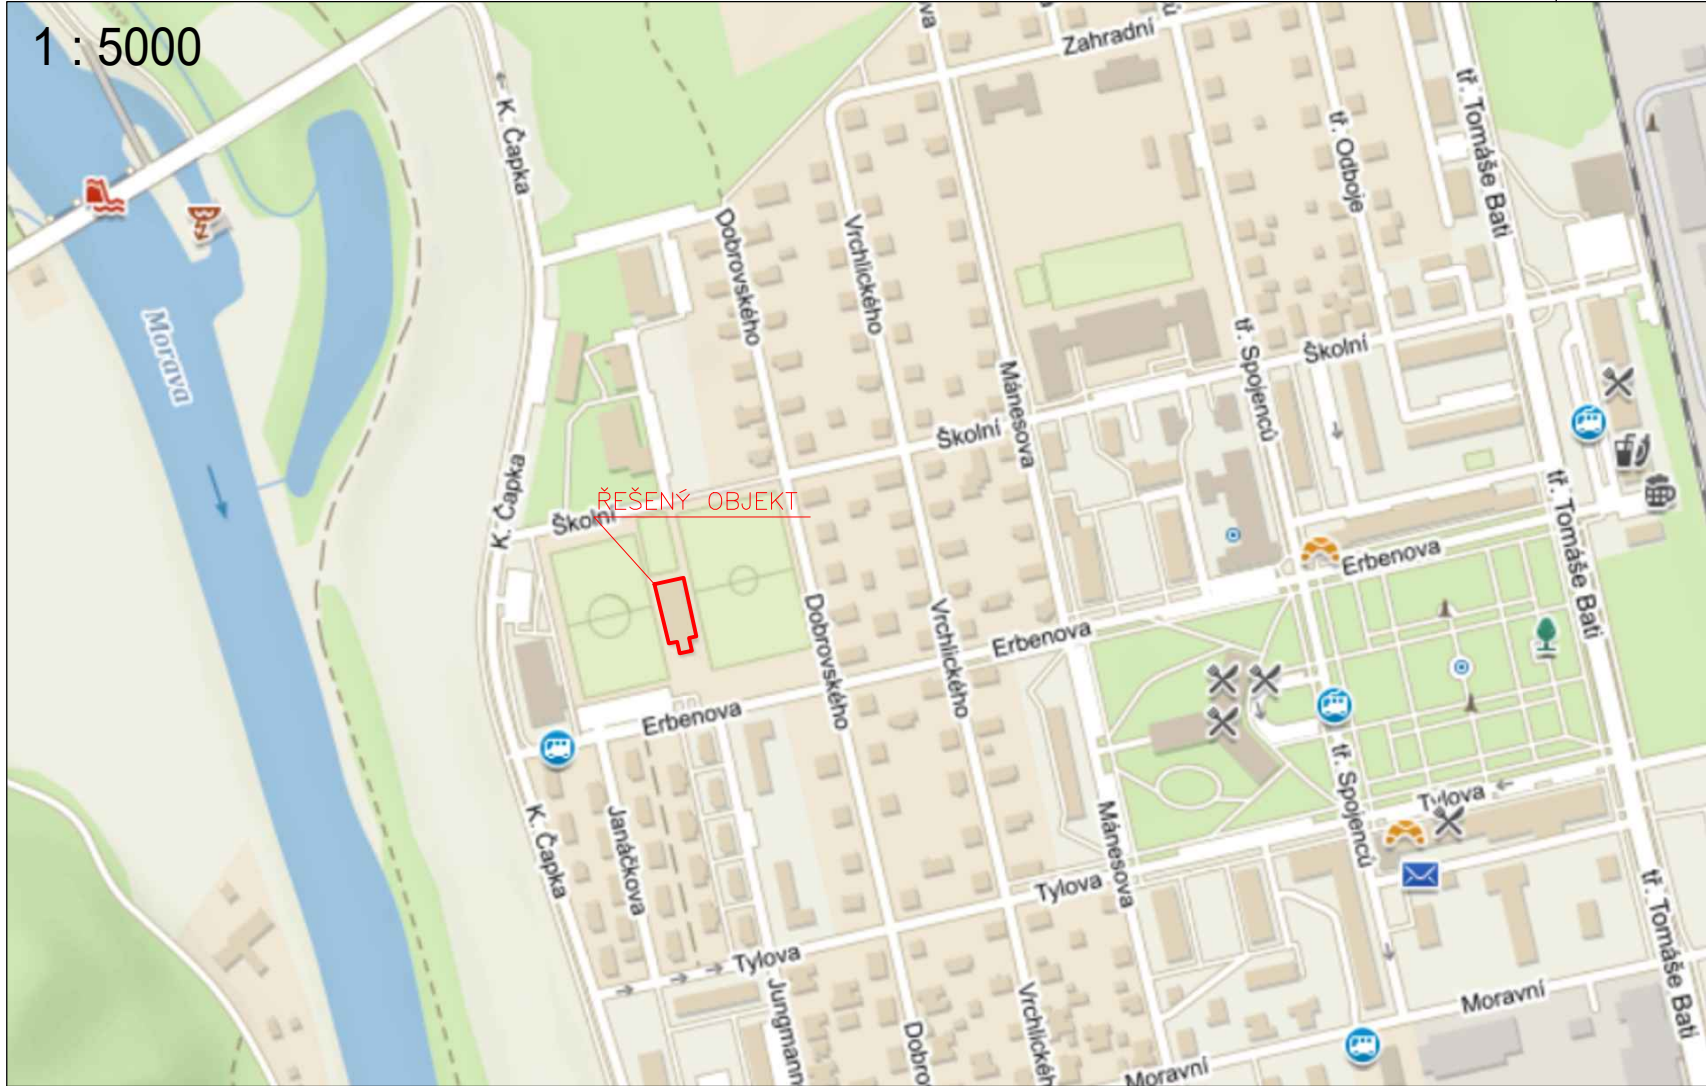 1 : 5000
Zahradní
K. Čapka
tř. Tomáše Bati
tř. Odboje
Dobrovského
Vrchlického
Morava
tř. Spojenců
Školní
Mánesova
Školní
K. Čapka
ŘEŠENÝ OBJEKT
Školní
tř. Tomáše Bati
Erbenova
Dobrovského
Vrchlického
Erbenova
Erbenova
tř. Spojenců
Tylova
K. Čapka
Janáčkova
Mánesova
Tylova
tř. Tomáše Bati
Tylova
Jungmann
Vrchlickéh
Moravní
Dobro
Moravní